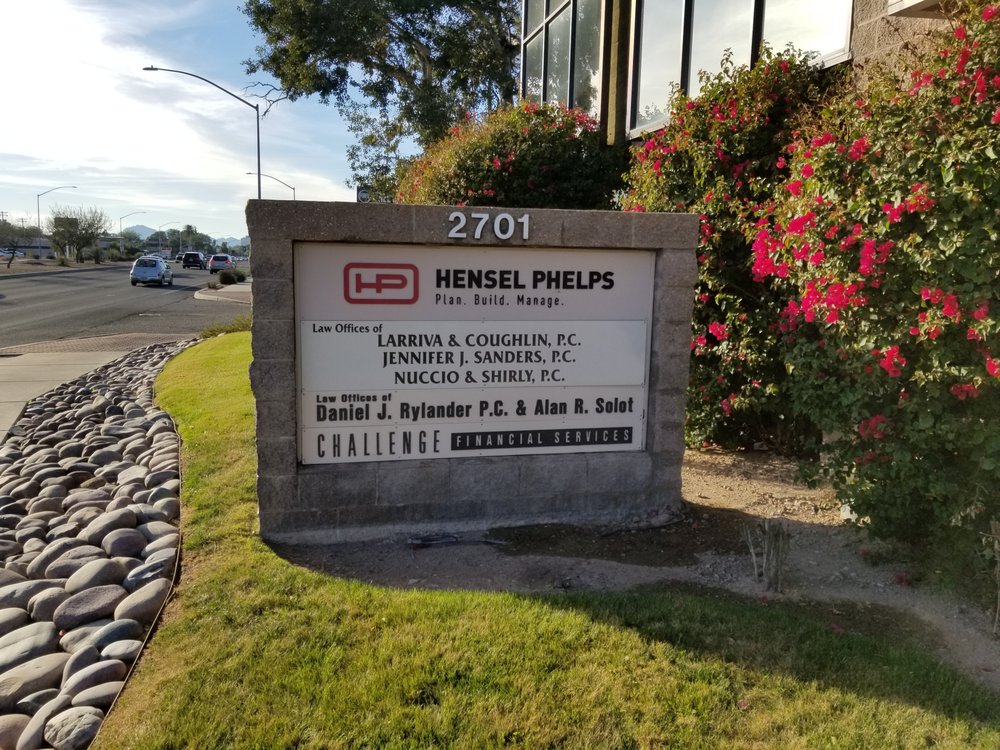 2701
HP HENSEL PHELPS
Plan. Build. Manage.
Law Offices of
LARRIVA & COUGHLIN, P.C.
JENNIFER J. SANDERS, P.C.
NUCCIO & SHIRLY, P.C.
Law Offices of
Daniel J. Rylander P.C. & Alan R. Solot
CHALLENGE FINANCIAL SERVICES